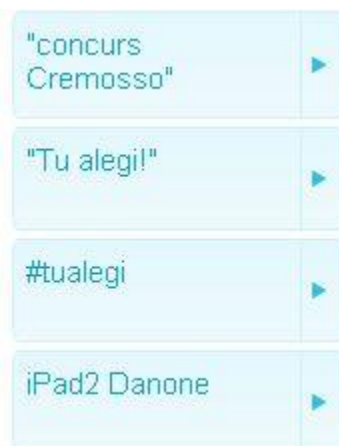 "concurs
Cremosso"
"Tu alegi!"
#tualegi
iPad2 Danone